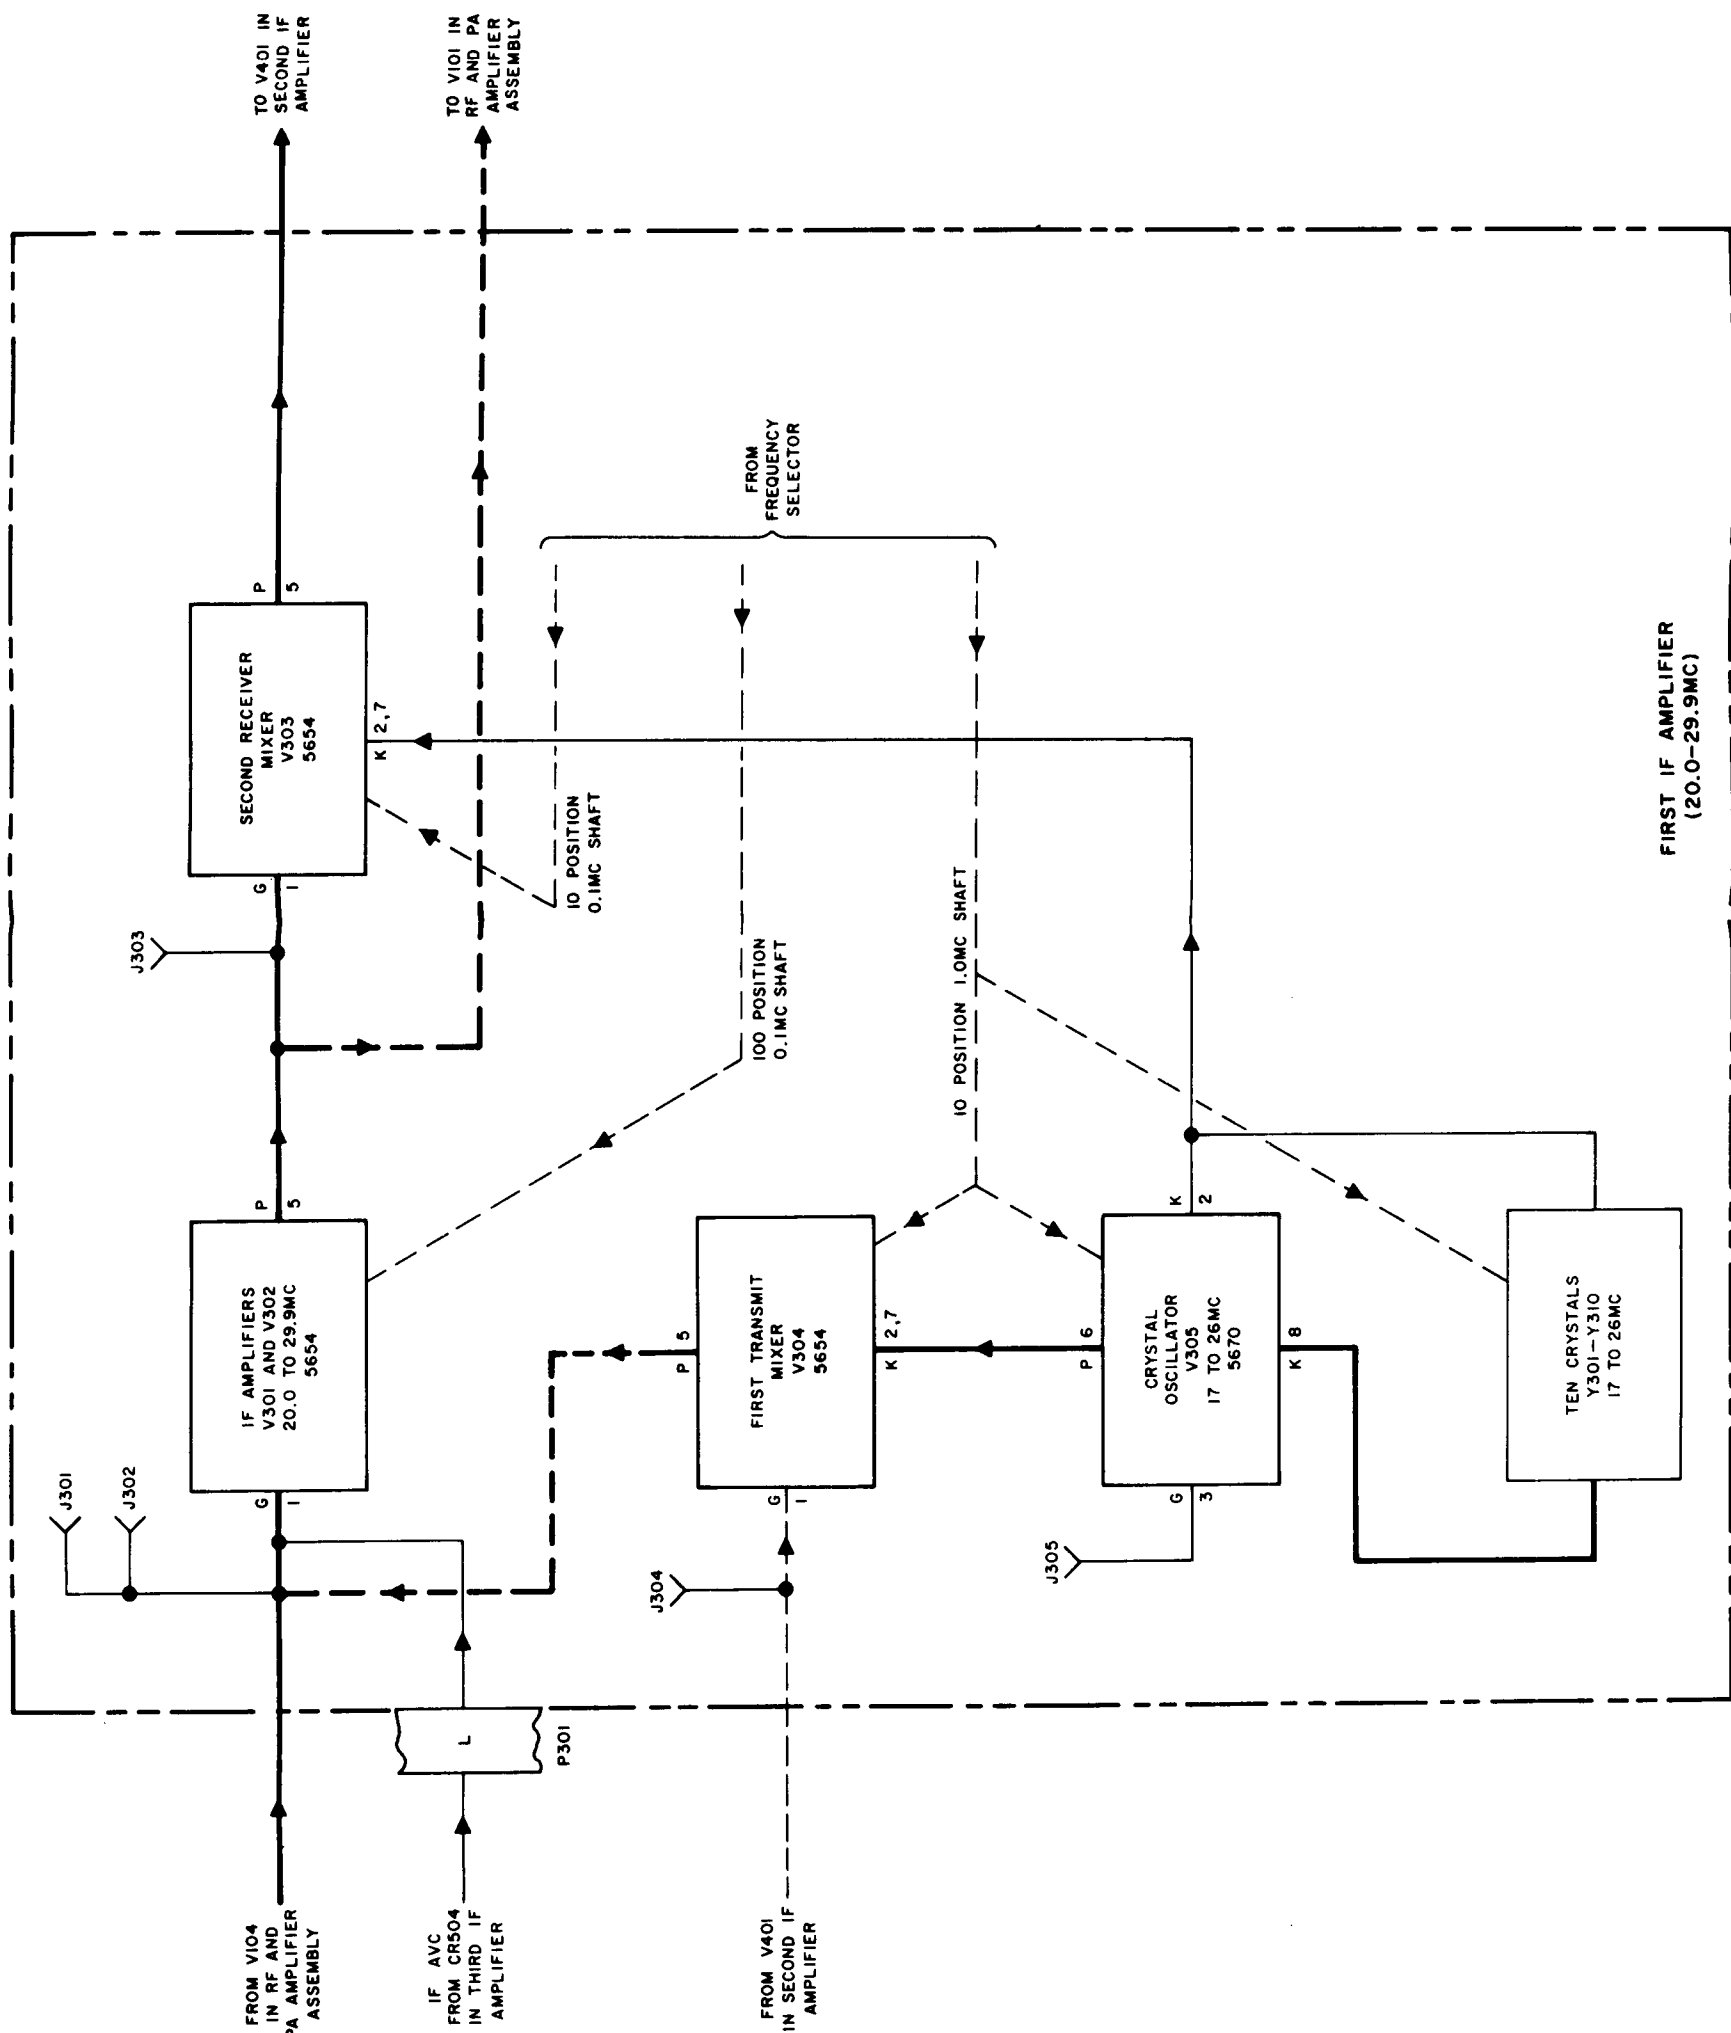 TO V401 IN
SECOND IF
AMPLIFIER
TO V101 IN
RF AND PA
AMPLIFIER
ASSEMBLY
P
5
SECOND RECEIVER
MIXER
V303
5654
K 2,7
G
1
J303
FROM
FREQUENCY
SELECTOR
10 POSITION
0.1MC SHAFT
100 POSITION
0.1MC SHAFT
10 POSITION 1.0MC SHAFT
P
5
IF AMPLIFIERS
V301 AND V302
20.0 TO 29.9MC
5654
G
1
J301
J302
P 5
FIRST TRANSMIT
MIXER
V304
5654
K 2,7
G
1
J304
K
2
P 6
CRYSTAL
OSCILLATOR
V305
17 TO 26MC
5670
K 8
G
3
J305
TEN CRYSTALS
Y301-Y310
17 TO 26MC
L
P301
FROM V104
IN RF AND
PA AMPLIFIER
ASSEMBLY
IF AVC
FROM CR504
IN THIRD IF
AMPLIFIER
FROM V401
IN SECOND IF
AMPLIFIER
FIRST IF AMPLIFIER
(20.0-29.9MC)